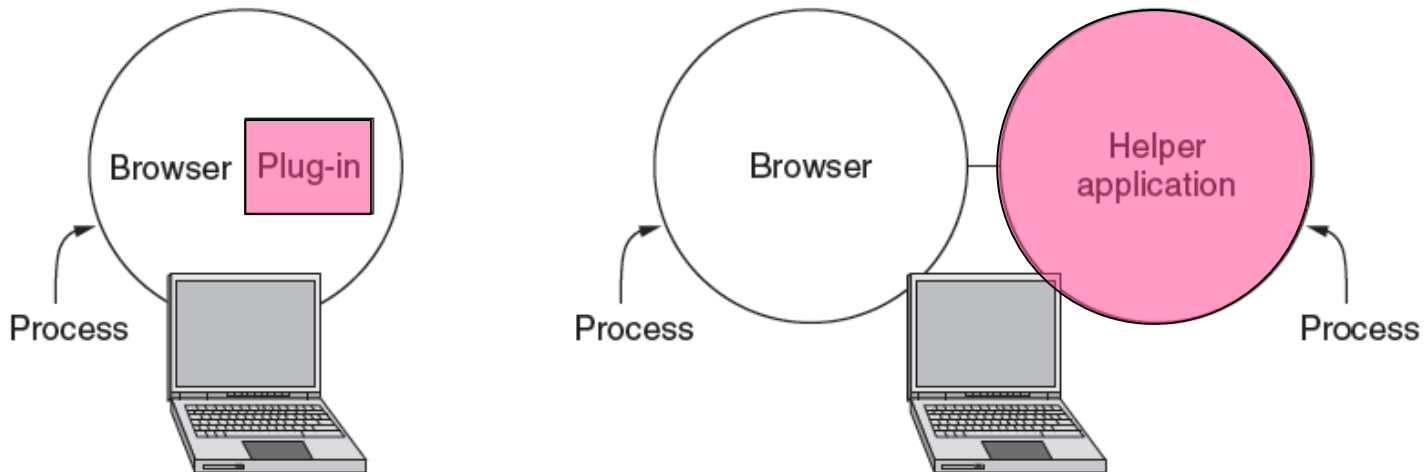 Browser
Plug-in
Process
Browser
Helper
application
Process
Process